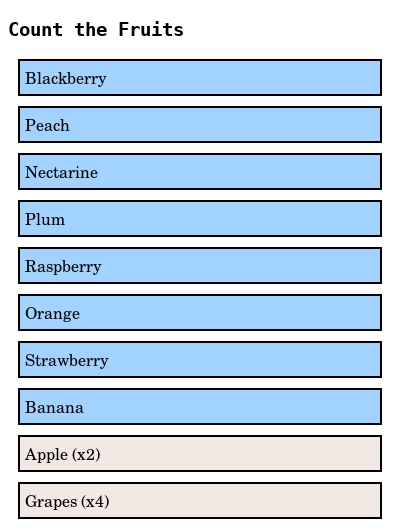 Count the Fruits
Blackberry
Peach
Nectarine
Plum
Raspberry
Orange
Strawberry
Banana
Apple (x2)
Grapes (x4)